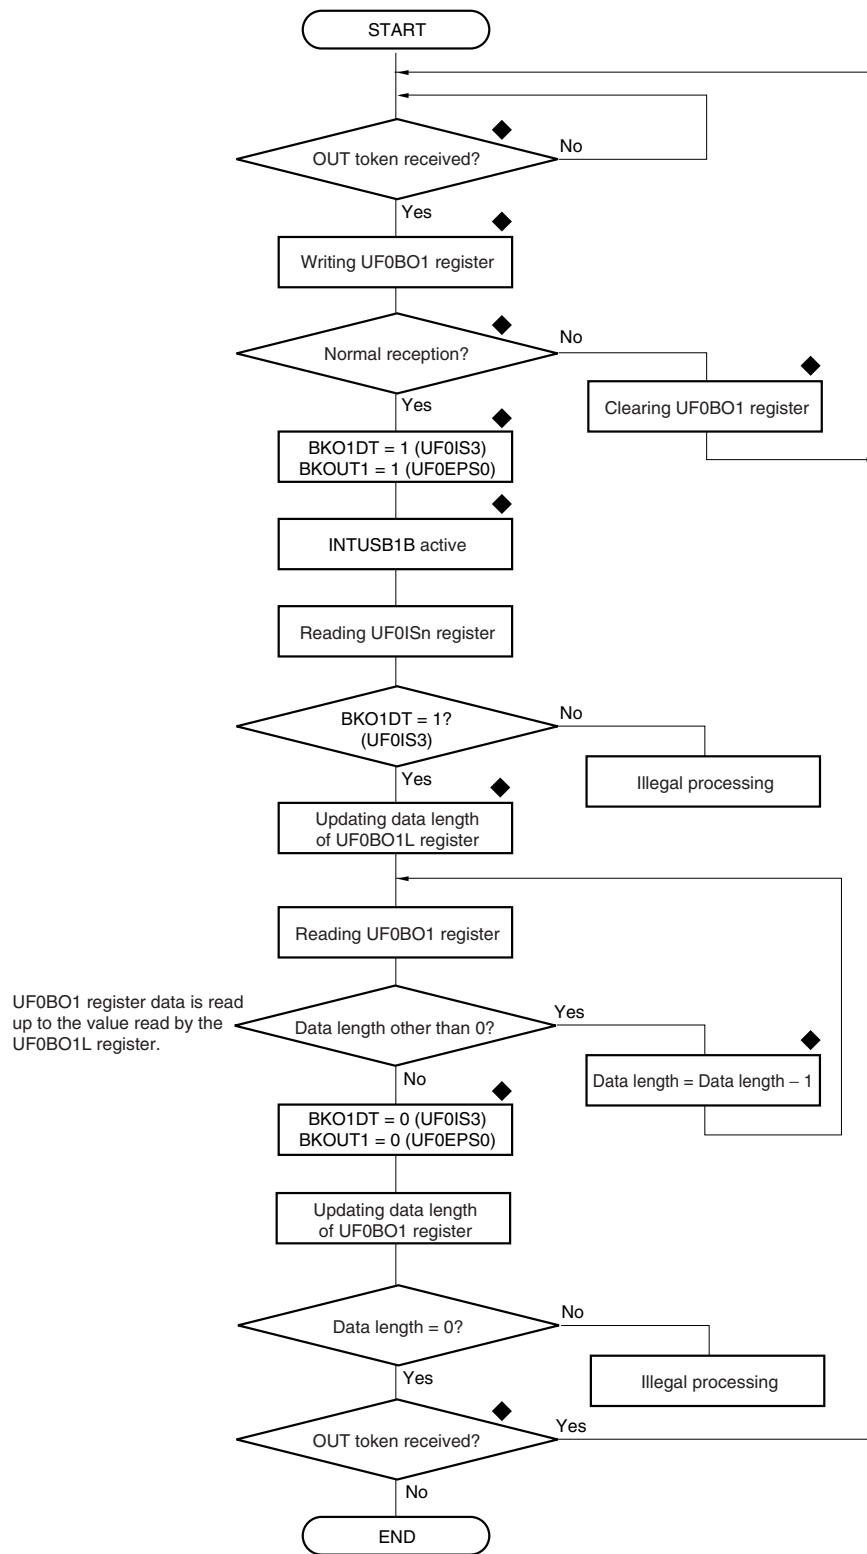 START
OUT token received?
No
Yes
Writing UF0BO1 register
Normal reception?
No
Yes
Clearing UF0BO1 register
BKO1DT = 1 (UF0IS3)
BKOUT1 = 1 (UF0EPS0)
INTUSB1B active
Reading UF0ISn register
BKO1DT = 1?
(UF0IS3)
No
Yes
Illegal processing
Updating data length
of UF0BO1L register
Reading UF0BO1 register
UF0BO1 register data is read
up to the value read by the
UF0BO1L register.
Data length other than 0?
Yes
No
Data length = Data length − 1
BKO1DT = 0 (UF0IS3)
BKOUT1 = 0 (UF0EPS0)
Updating data length
of UF0BO1 register
Data length = 0?
No
Yes
Illegal processing
OUT token received?
Yes
No
END